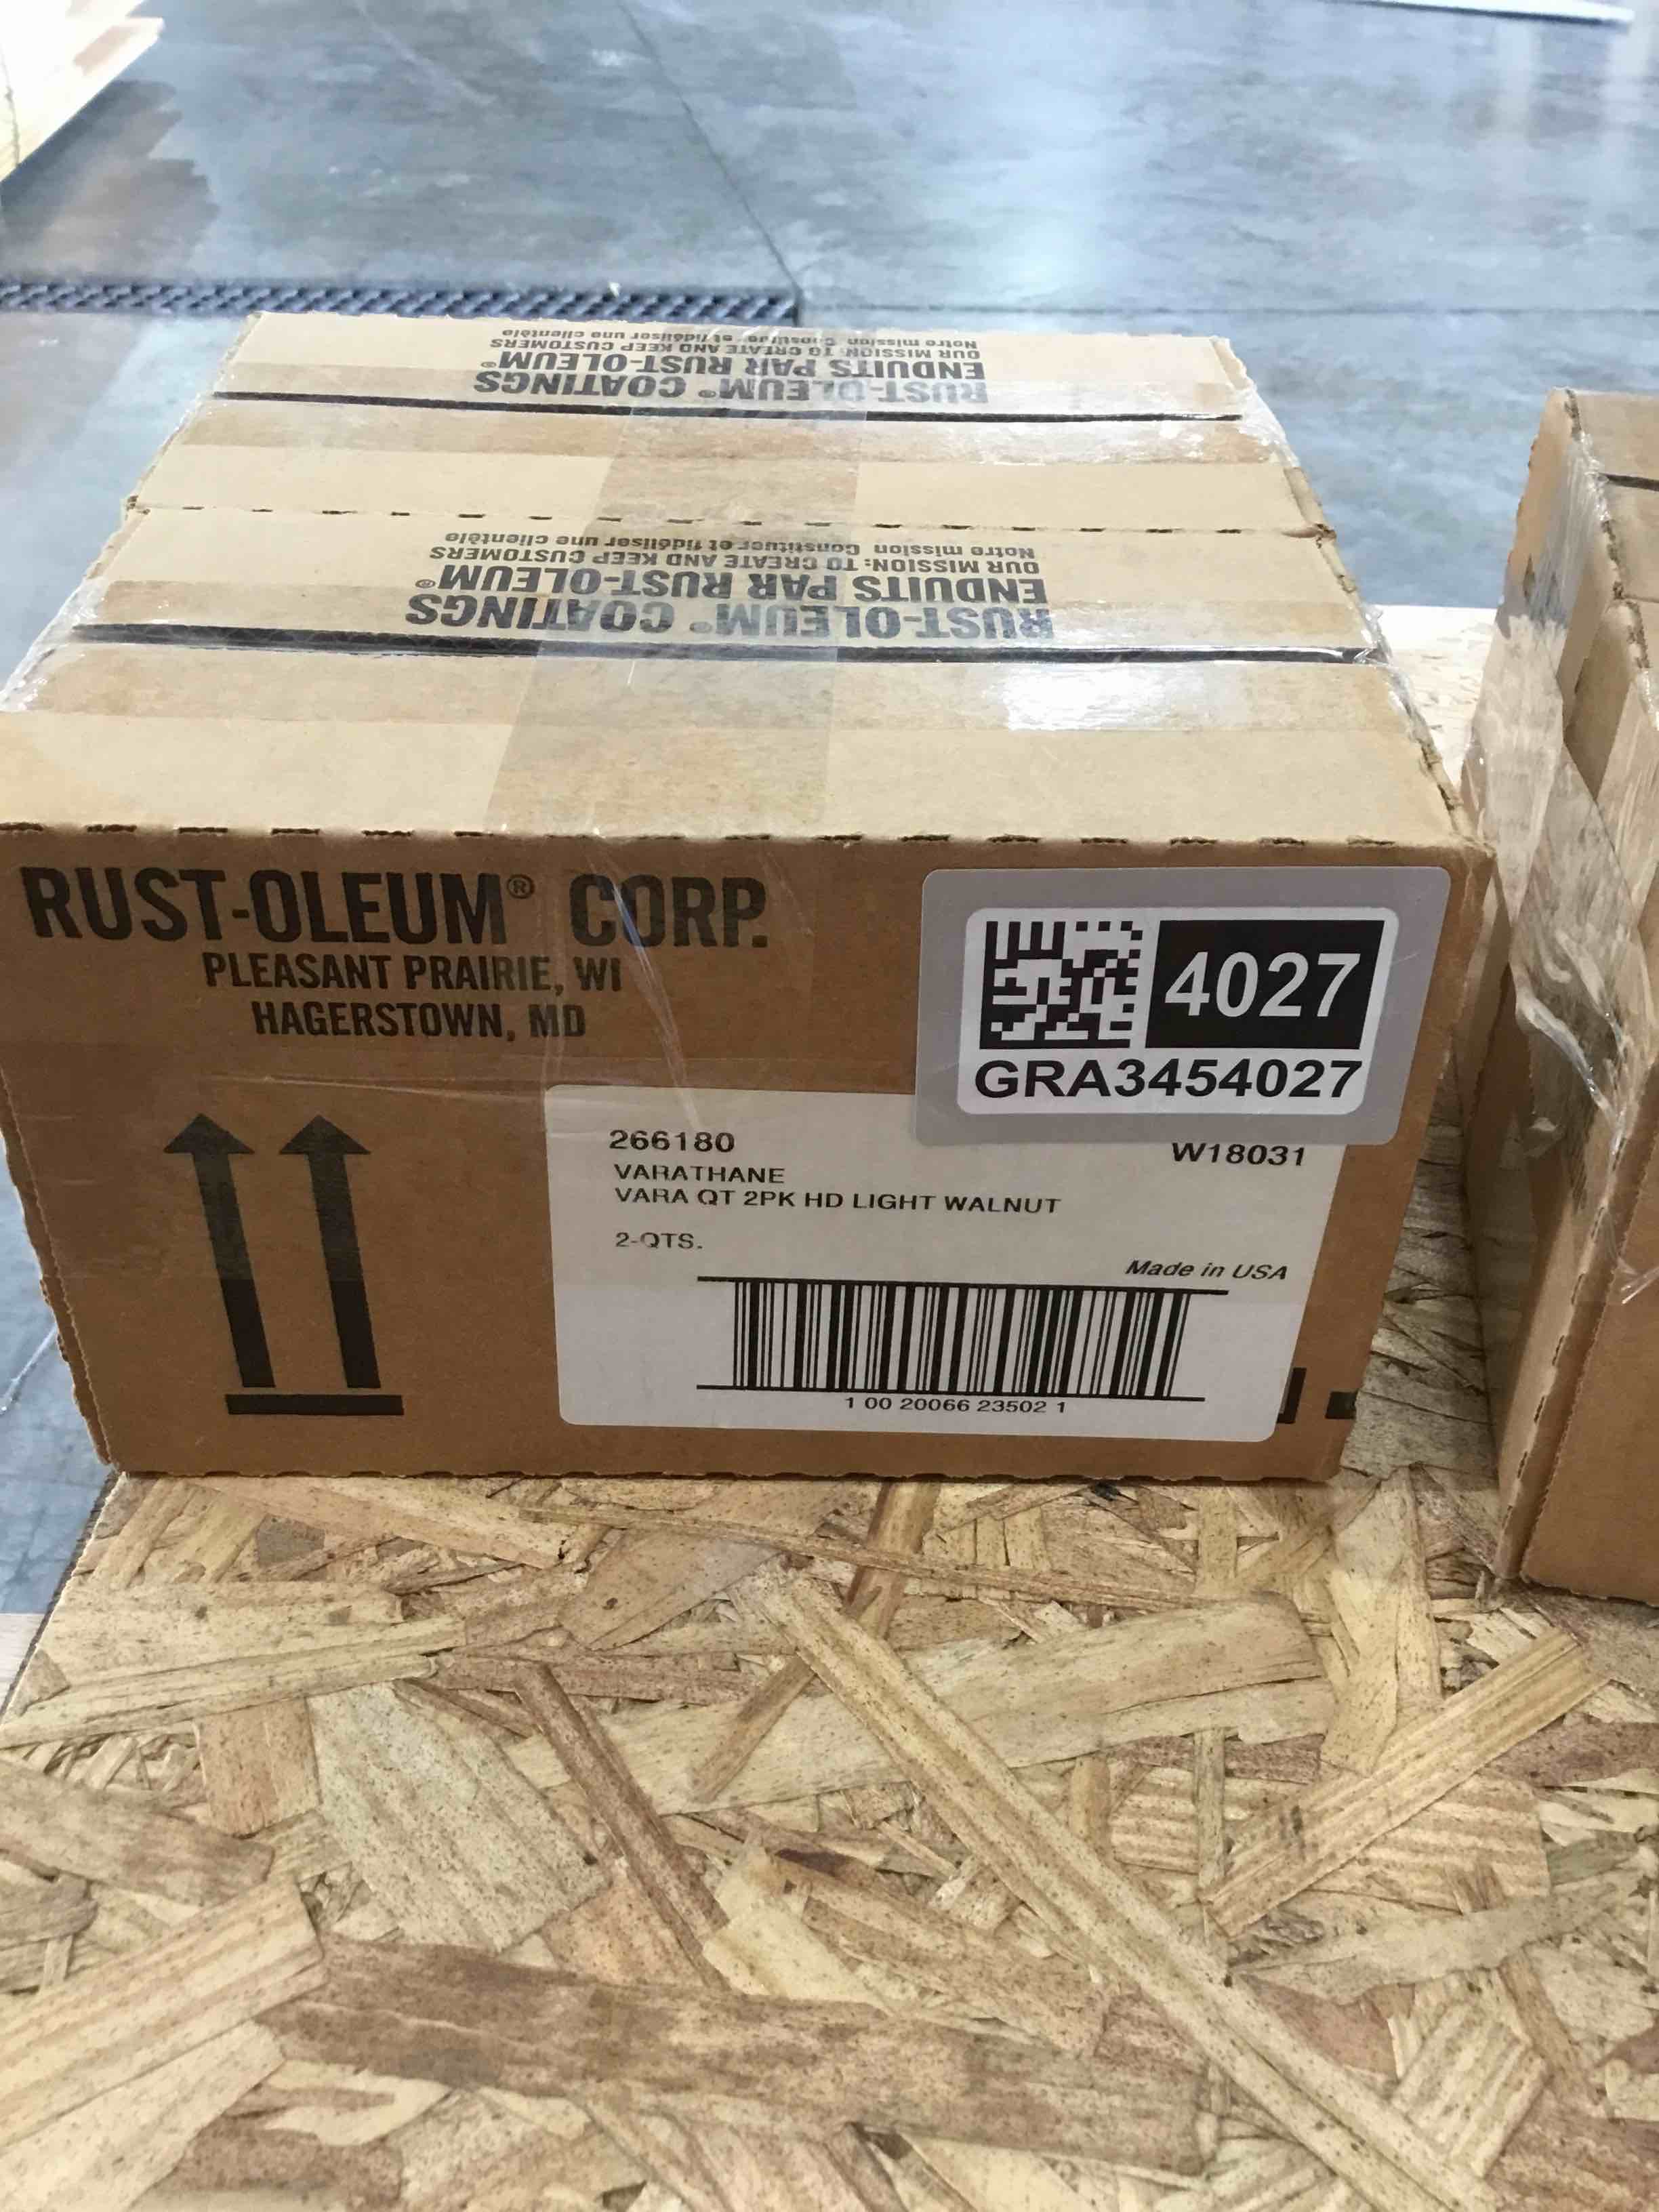 Notre mission Constituer et fidéliser une clientèle
OUR MISSION: TO CREATE AND KEEP CUSTOMERS
ENDUITS PAR RUST-OLEUM®
RUST-OLEUM® COATINGS
Notre mission Constituer et fidéliser une clientèle
OUR MISSION: TO CREATE AND KEEP CUSTOMERS
ENDUITS PAR RUST-OLEUM®
RUST-OLEUM® COATINGS
RUST-OLEUM® CORP.
PLEASANT PRAIRIE, WI
HAGERSTOWN, MD
4027
GRA3454027
266180
W18031
VARATHANE
VARA QT 2PK HD LIGHT WALNUT
2-QTS.
Made in USA
1 00 20066 23502 1